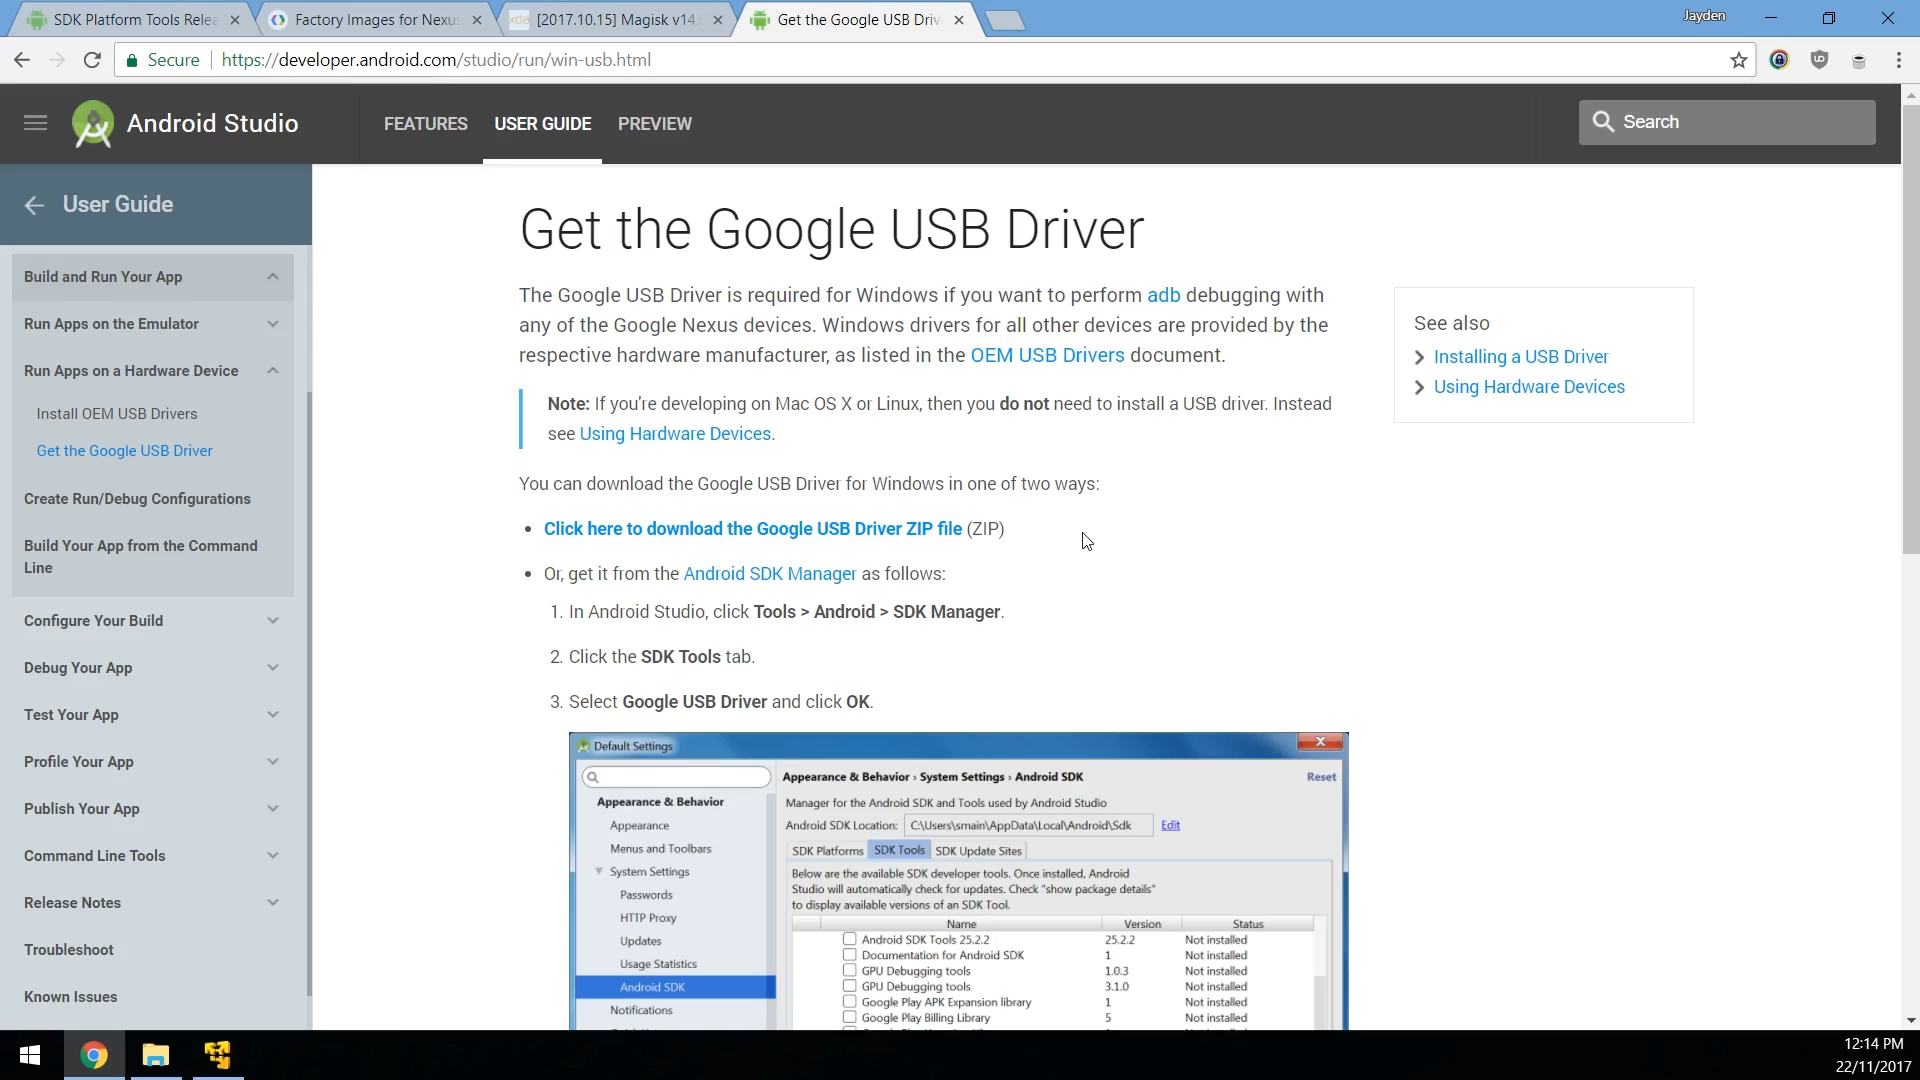 SDK Platform Tools Relea
Factory Images for Nexus
xda [2017.10.15] Magisk v14.
Get the Google USB Driv
Jayden
Secure
https://developer.android.com/studio/run/win-usb.html
Android Studio
FEATURES
USER GUIDE
PREVIEW
Search
User Guide
Build and Run Your App
Run Apps on the Emulator
Run Apps on a Hardware Device
Install OEM USB Drivers
Get the Google USB Driver
Create Run/Debug Configurations
Build Your App from the Command
Line
Configure Your Build
Debug Your App
Test Your App
Profile Your App
Publish Your App
Command Line Tools
Release Notes
Troubleshoot
Known Issues
Get the Google USB Driver
The Google USB Driver is required for Windows if you want to perform adb debugging with
any of the Google Nexus devices. Windows drivers for all other devices are provided by the
respective hardware manufacturer, as listed in the OEM USB Drivers document.
Note: If you're developing on Mac OS X or Linux, then you do not need to install a USB driver. Instead
see Using Hardware Devices.
You can download the Google USB Driver for Windows in one of two ways:
• Click here to download the Google USB Driver ZIP file (ZIP)
• Or, get it from the Android SDK Manager as follows:
1. In Android Studio, click Tools > Android > SDK Manager.
2. Click the SDK Tools tab.
3. Select Google USB Driver and click OK.
See also
Installing a USB Driver
Using Hardware Devices
Default Settings
Appearance & Behavior
Appearance
Menus and Toolbars
System Settings
Passwords
HTTP Proxy
Updates
Usage Statistics
Android SDK
Notifications
Appearance & Behavior › System Settings › Android SDK
Reset
Manager for the Android SDK and Tools used by Android Studio
Android SDK Location: C:\Users\smain\AppData\Local\Android\Sdk Edit
SDK Platforms SDK Tools SDK Update Sites
Below are the available SDK developer tools. Once installed, Android
Studio will automatically check for updates. Check "show package details"
to display available versions of an SDK Tool.
Name Version Status
Android SDK Tools 25.2.2 25.2.2 Not installed
Documentation for Android SDK 1 Not installed
GPU Debugging tools 1.0.3 Not installed
GPU Debugging tools 3.1.0 Not installed
Google Play APK Expansion library 1 Not installed
Google Play Billing Library 5 Not installed
12:14 PM
22/11/2017